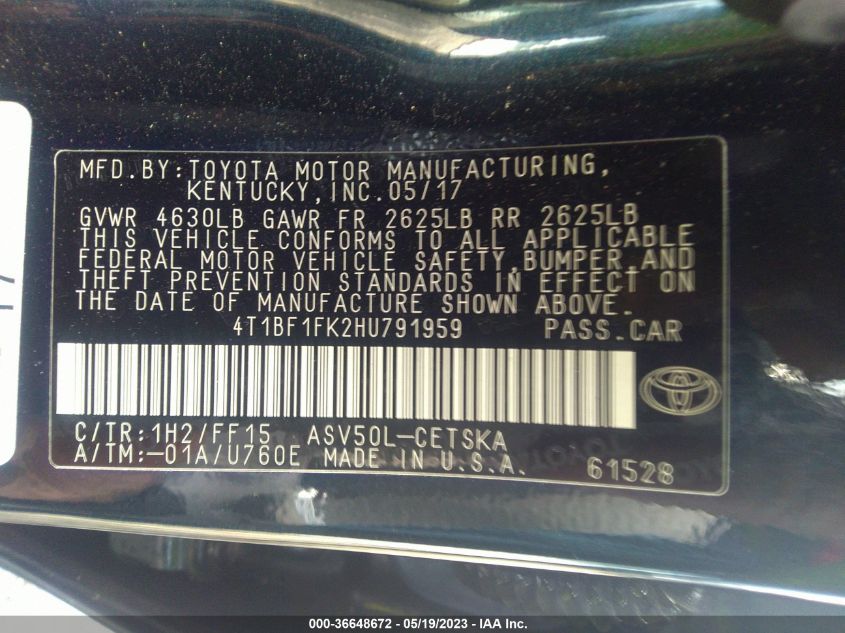 MFD.BY:TOYOTA MOTOR MANUFACTURING,
KENTUCKY,INC.05/17
GVWR 4630LB GAWR FR 2625LB RR 2625LB
THIS VEHICLE CONFORMS TO ALL APPLICABLE
FEDERAL MOTOR VEHICLE SAFETY,BUMPER,AND
THEFT PREVENTION STANDARDS IN EFFECT ON
THE DATE OF MANUFACTURE SHOWN ABOVE.
4T1BF1FK2HU791959 PASS.CAR
C/TR:1H2/FF15 ASV50L-CETSKA
A/TM:-01A/U760E MADE IN U.S.A. 61528
000-36648672 - 05/19/2023 - IAA Inc.